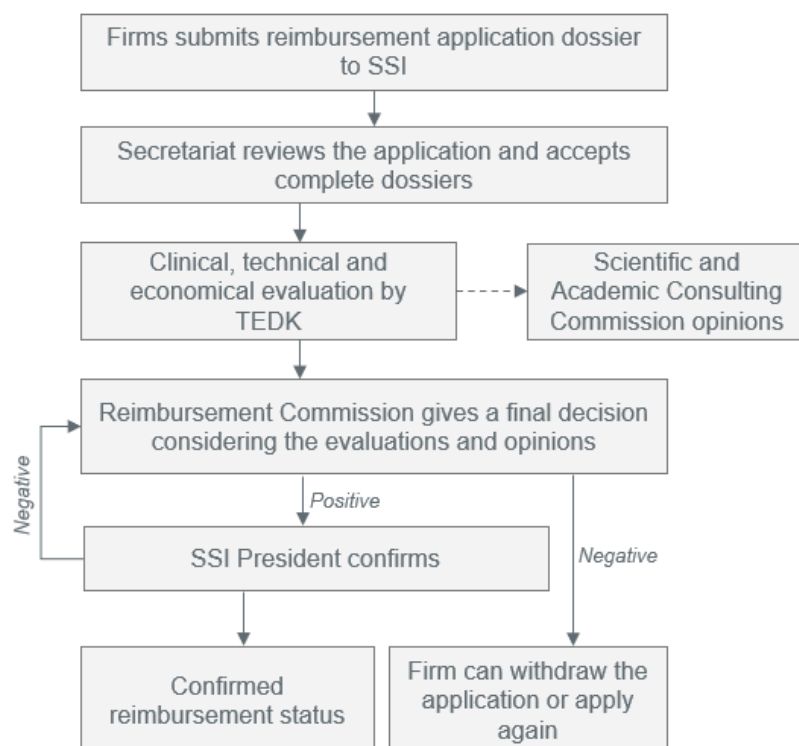 Firms submits reimbursement application dossier
to SSI
Secretariat reviews the application and accepts
complete dossiers
Clinical, technical and
economical evaluation by
TEDK
Scientific and
Academic Consulting
Commission opinions
Reimbursement Commission gives a final decision
considering the evaluations and opinions
Negative
Positive
SSI President confirms
Negative
Confirmed
reimbursement status
Firm can withdraw the
application or apply
again